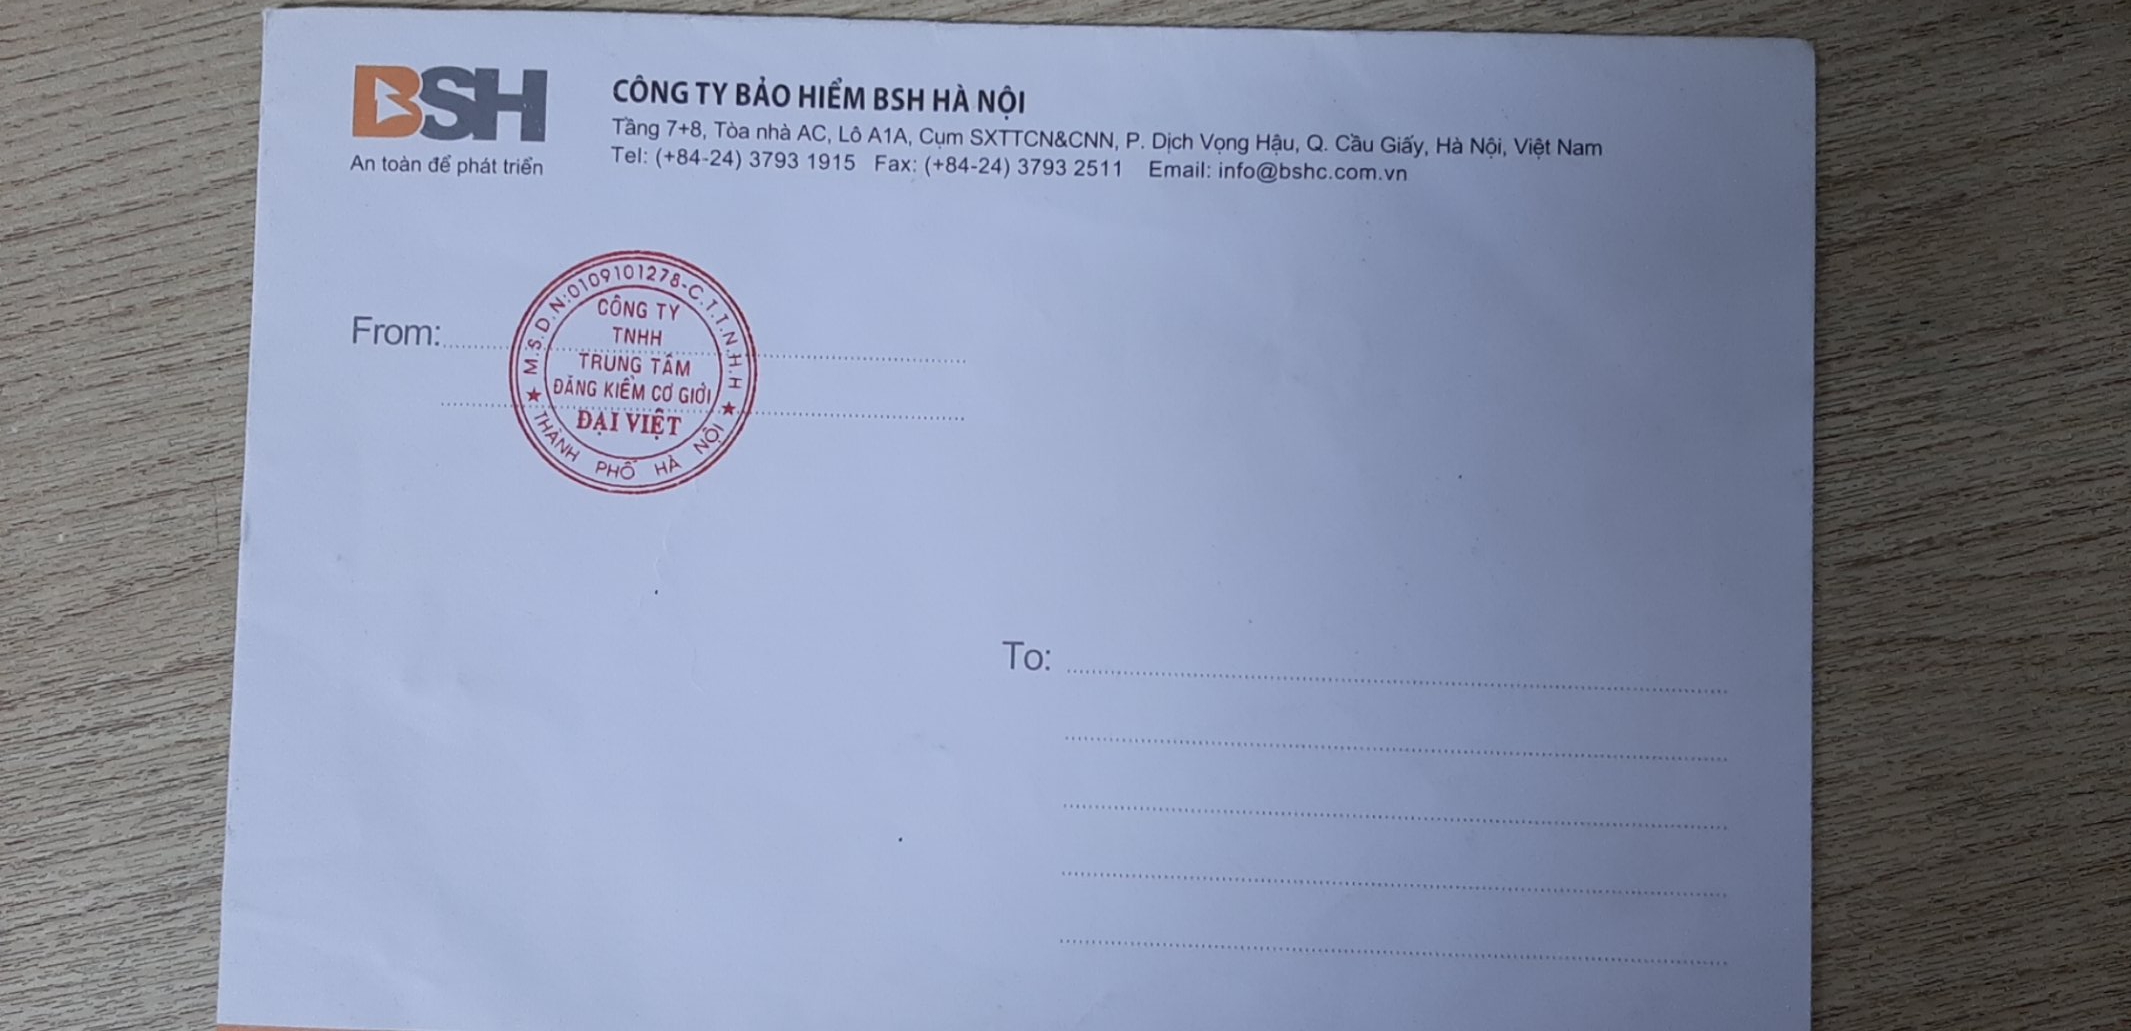 BSH
An toàn để phát triển
CÔNG TY BẢO HIỂM BSH HÀ NỘI
Tầng 7+8, Tòa nhà AC, Lô A1A, Cụm SXTTCN&CNN, P. Dịch Vọng Hậu, Q. Cầu Giấy, Hà Nội, Việt Nam
Tel: (+84-24) 3793 1915 Fax: (+84-24) 3793 2511 Email: info@bshc.com.vn
From:
M.S.D.N:0109101278-C.T.T.N.H.H
CÔNG TY
TNHH
TRUNG TÂM
ĐĂNG KIỂM CƠ GIỚI
ĐẠI VIỆT
THÀNH PHỐ HÀ NỘI
To: